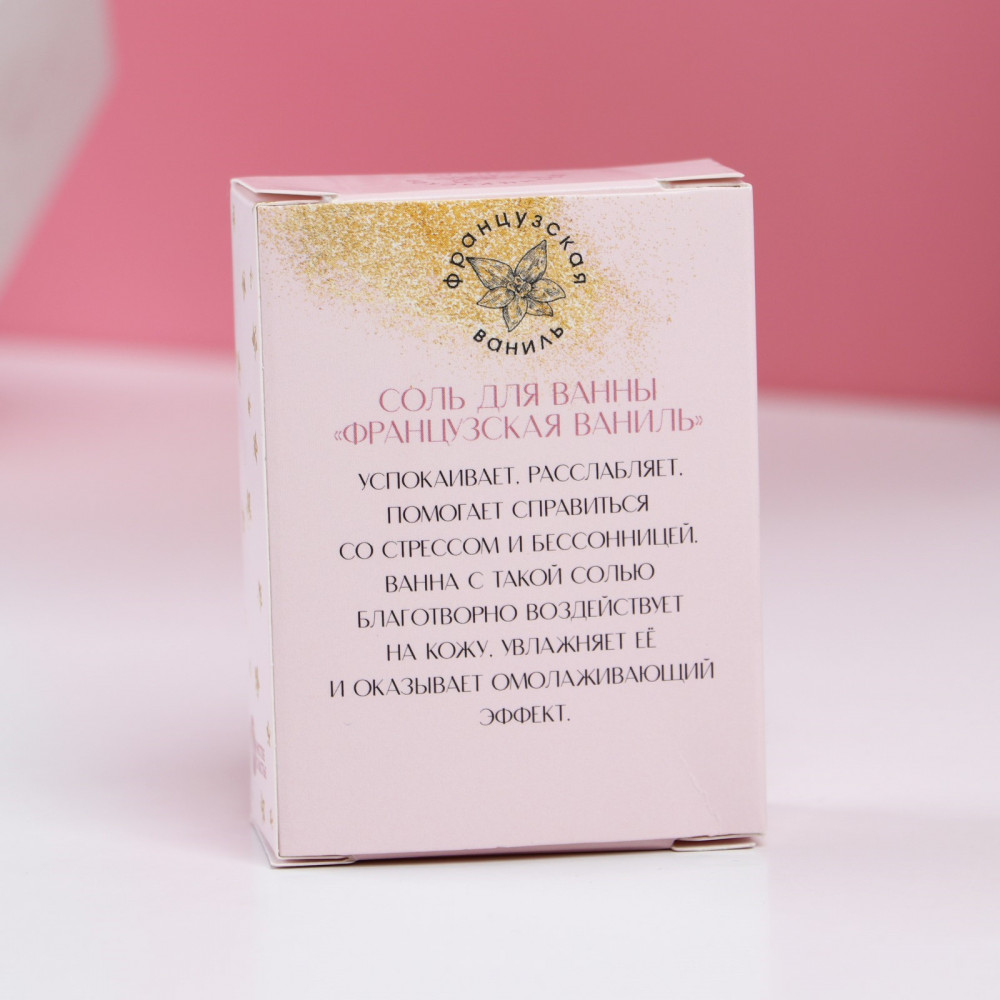 французская
ваниль
СОЛЬ ДЛЯ ВАННЫ
«ФРАНЦУЗСКАЯ ВАНИЛЬ»
УСПОКАИВАЕТ, РАССЛАБЛЯЕТ,
ПОМОГАЕТ СПРАВИТЬСЯ
СО СТРЕССОМ И БЕССОННИЦЕЙ.
ВАННА С ТАКОЙ СОЛЬЮ
БЛАГОТВОРНО ВОЗДЕЙСТВУЕТ
НА КОЖУ, УВЛАЖНЯЕТ ЕЁ
И ОКАЗЫВАЕТ ОМОЛАЖИВАЮЩИЙ
ЭФФЕКТ.